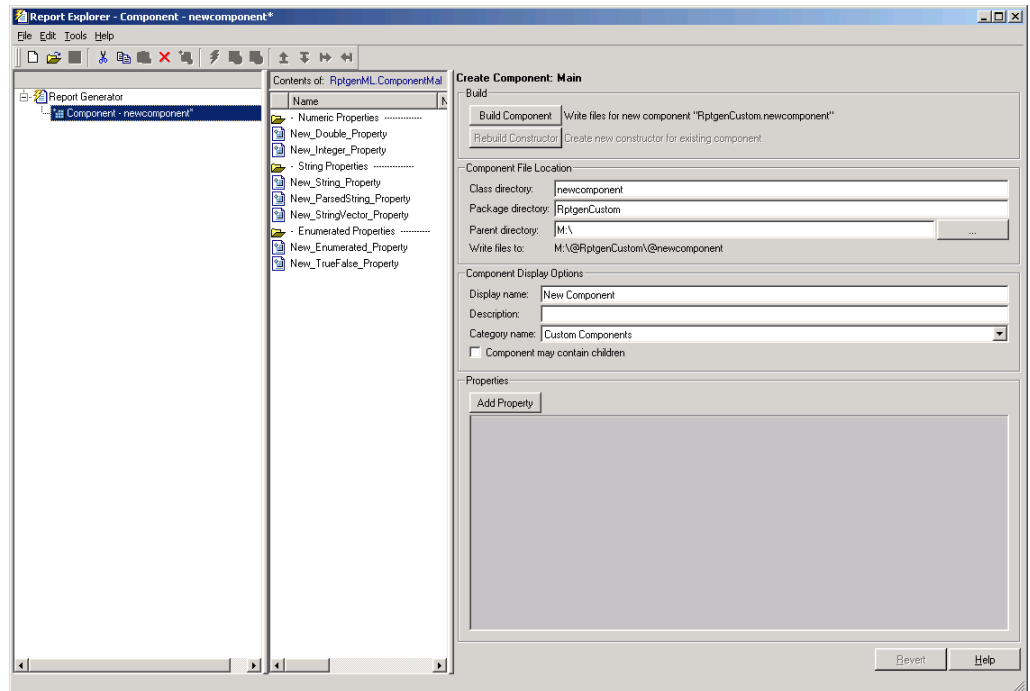 Report Explorer - Component - newcomponent*
File Edit Tools Help
Report Generator
Component - newcomponent*
Contents of: RptgenML.ComponentMal
Name N
- Numeric Properties -------------
New_Double_Property
New_Integer_Property
- String Properties --------------
New_String_Property
New_ParsedString_Property
New_StringVector_Property
- Enumerated Properties ----------
New_Enumerated_Property
New_TrueFalse_Property
Create Component: Main
Build
Build Component Write files for new component "RptgenCustom.newcomponent"
Rebuild Constructor Create new constructor for existing component
Component File Location
Class directory: newcomponent
Package directory: RptgenCustom
Parent directory: M:\ ...
Write files to: M:\@RptgenCustom\@newcomponent
Component Display Options
Display name: New Component
Description:
Category name: Custom Components
Component may contain children
Properties
Add Property
Revert Help